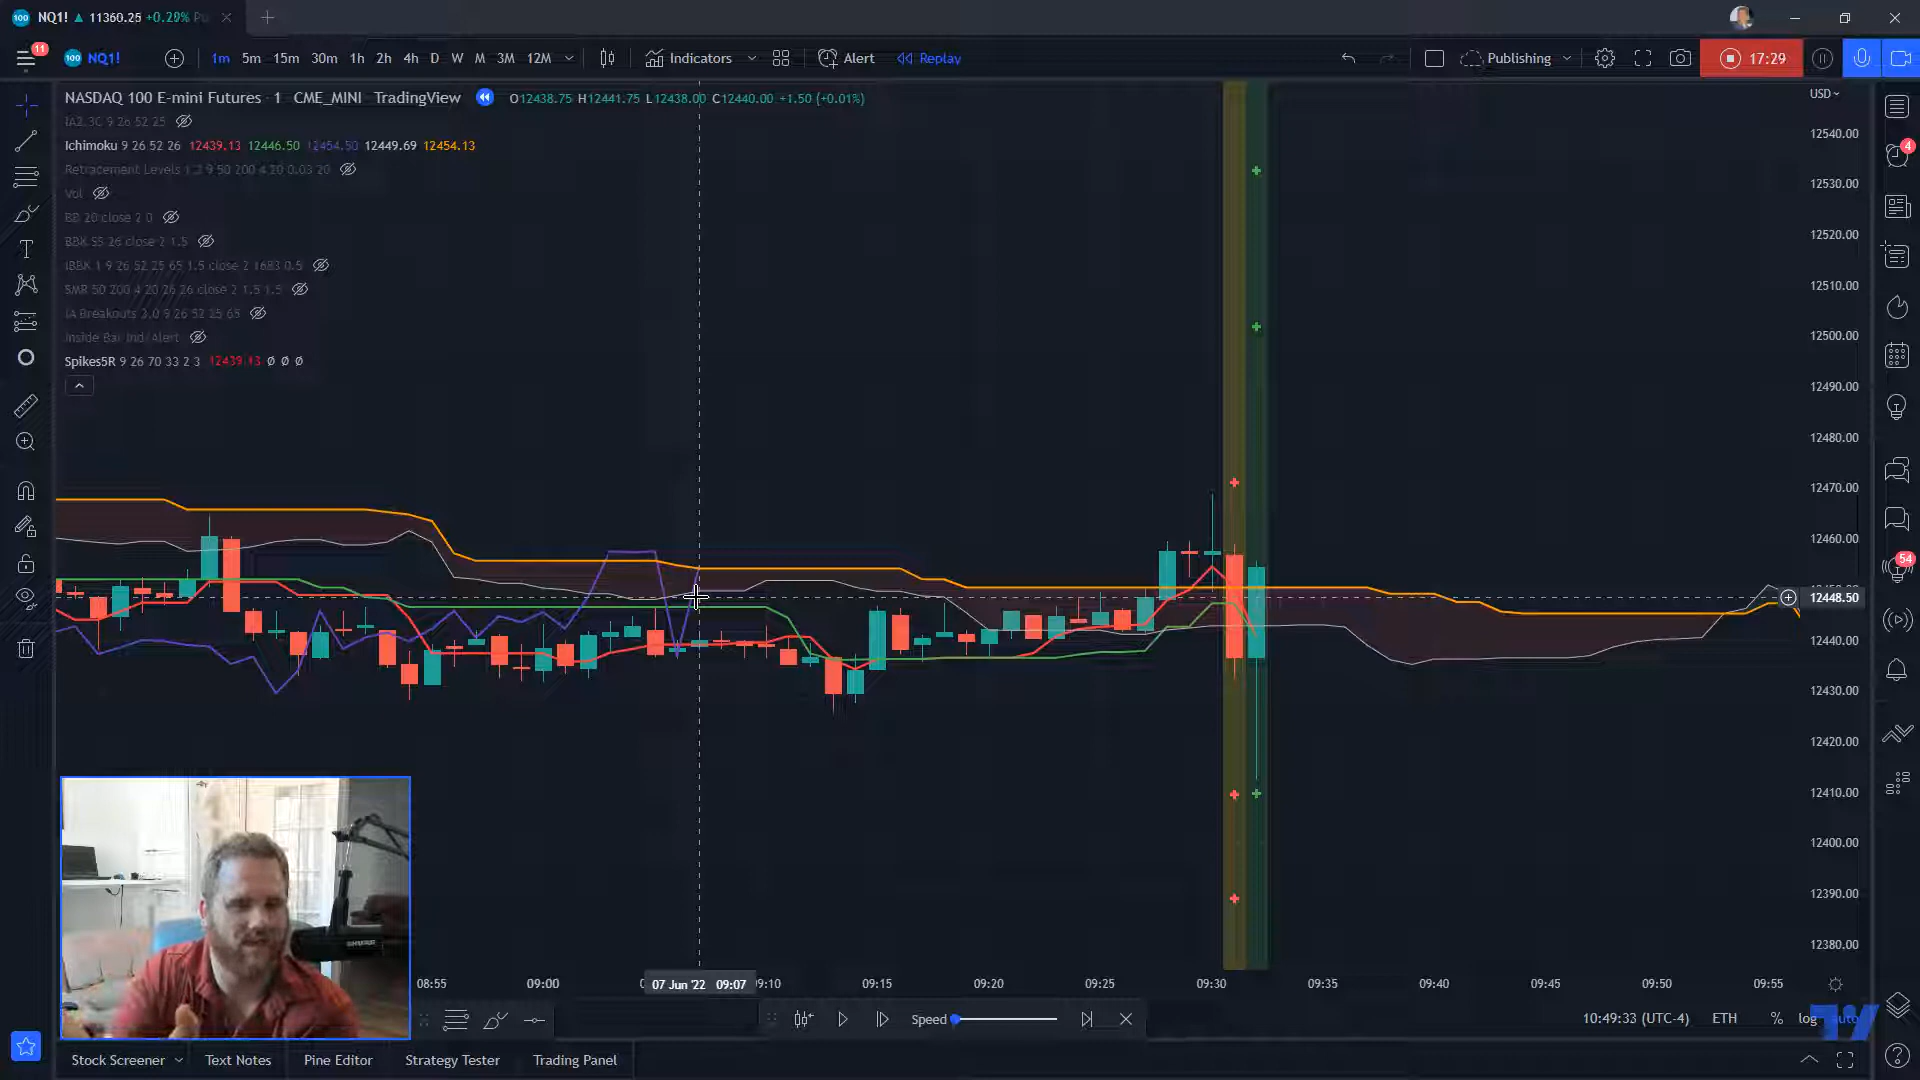 NQ1! ▲ 11360.25 +0.29%
11
NQ1! 1m 5m 15m 30m 1h 2h 4h D W M 3M 12M Indicators Alert Replay Publishing 17:29
NASDAQ 100 E-mini Futures · 1 CME_MINI TradingView O12438.75 H12441.75 L12438.00 C12440.00 +1.50 (+0.01%)
USD
IA2.3C 9 26 52 25
Ichimoku 9 26 52 26 12439.13 12446.50 12454.50 12449.69 12454.13
Retracement Levels 1.3 9 50 200 4 20 0.03 20
Vol
BB 20 close 2 0
BBK 55 26 close 2 1.5
IBBK 1 9 26 52 25 65 1.5 close 2 1683 0.5
SMR 50 200 4 20 26 26 close 2 1.5 1.5
IA Breakouts 2.0 9 26 52 25 65
Inside Bar Ind/Alert
Spikes5R 9 26 70 33 2 3 12439.13 Ø Ø Ø
12540.00
12530.00
12520.00
12510.00
12500.00
12490.00
12480.00
12470.00
12460.00
12448.50
12440.00
12430.00
12420.00
12410.00
12400.00
12390.00
12380.00
4
54
08:55 09:00 07 Jun '22 09:07 09:10 09:15 09:20 09:25 09:30 09:35 09:40 09:45 09:50 09:55
Speed
10:49:33 (UTC-4) ETH % log auto
Stock Screener Text Notes Pine Editor Strategy Tester Trading Panel